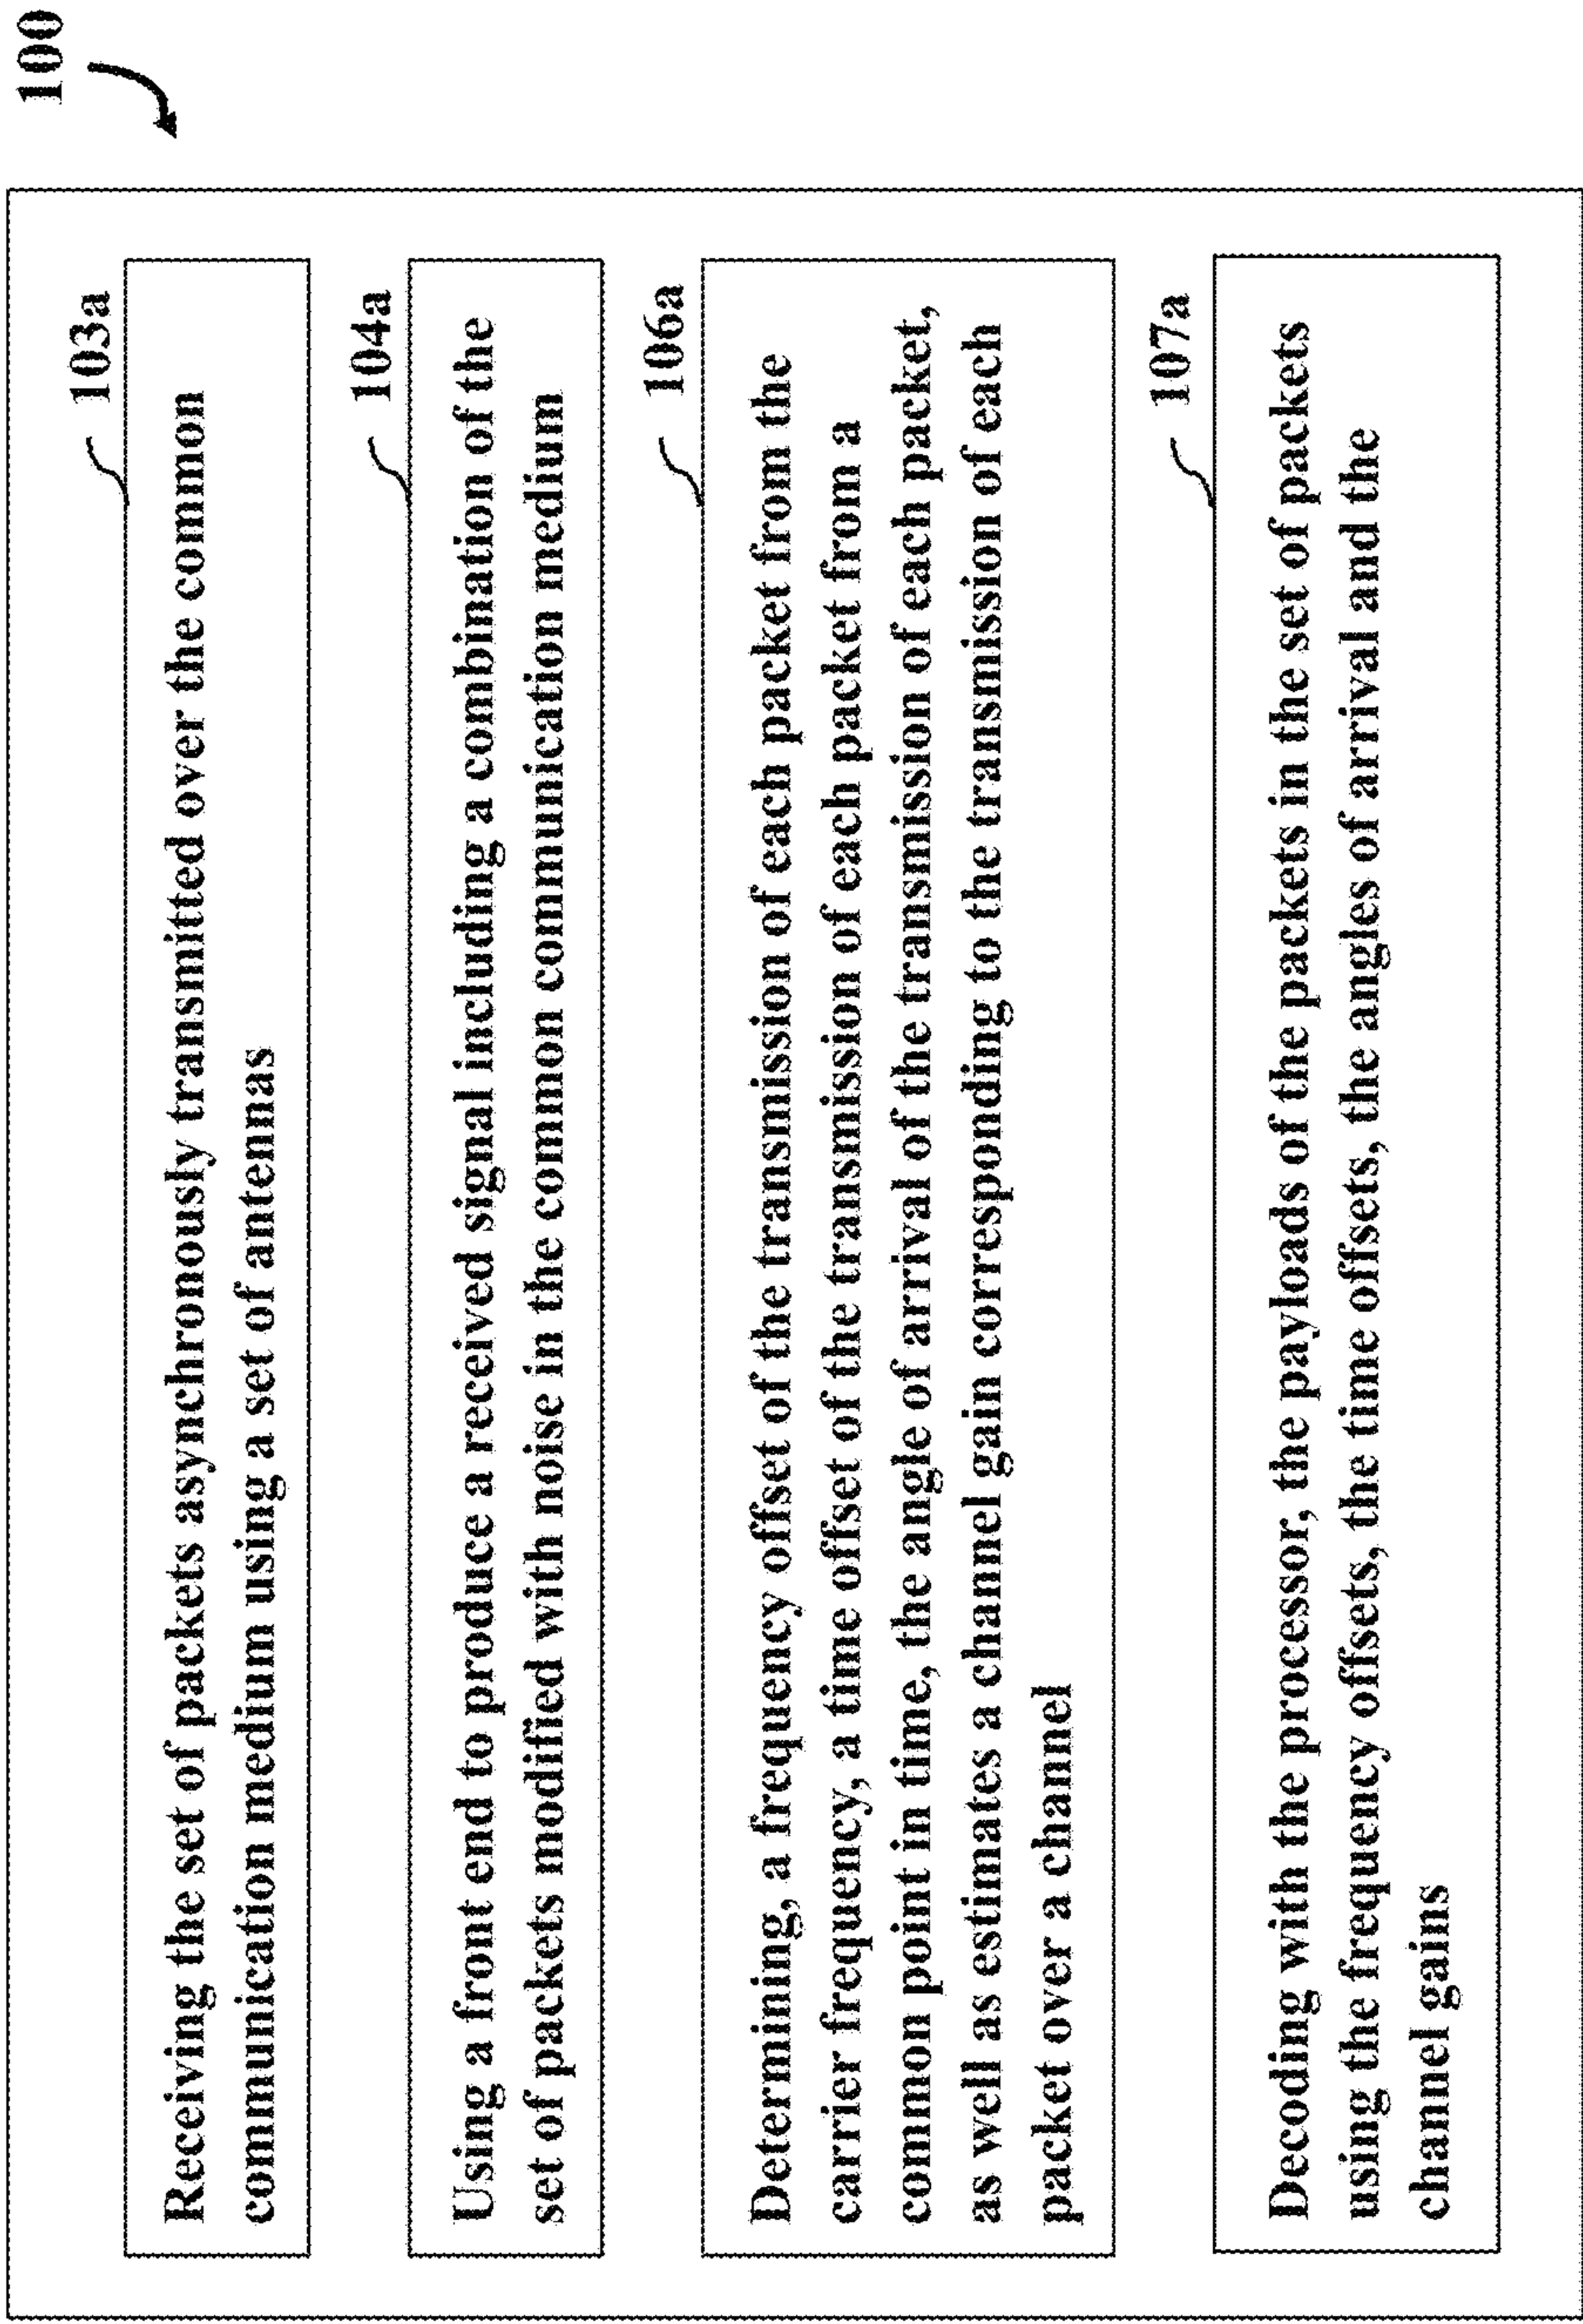 100
103a
Receiving the set of packets asynchronously transmitted over the common
communication medium using a set of antennas
104a
Using a front end to produce a received signal including a combination of the
set of packets modified with noise in the common communication medium
106a
Determining, a frequency offset of the transmission of each packet from the
carrier frequency, a time offset of the transmission of each packet from a
common point in time, the angle of arrival of the transmission of each packet,
as well as estimates a channel gain corresponding to the transmission of each
packet over a channel
107a
Decoding with the processor, the payloads of the packets in the set of packets
using the frequency offsets, the time offsets, the angles of arrival and the
channel gains